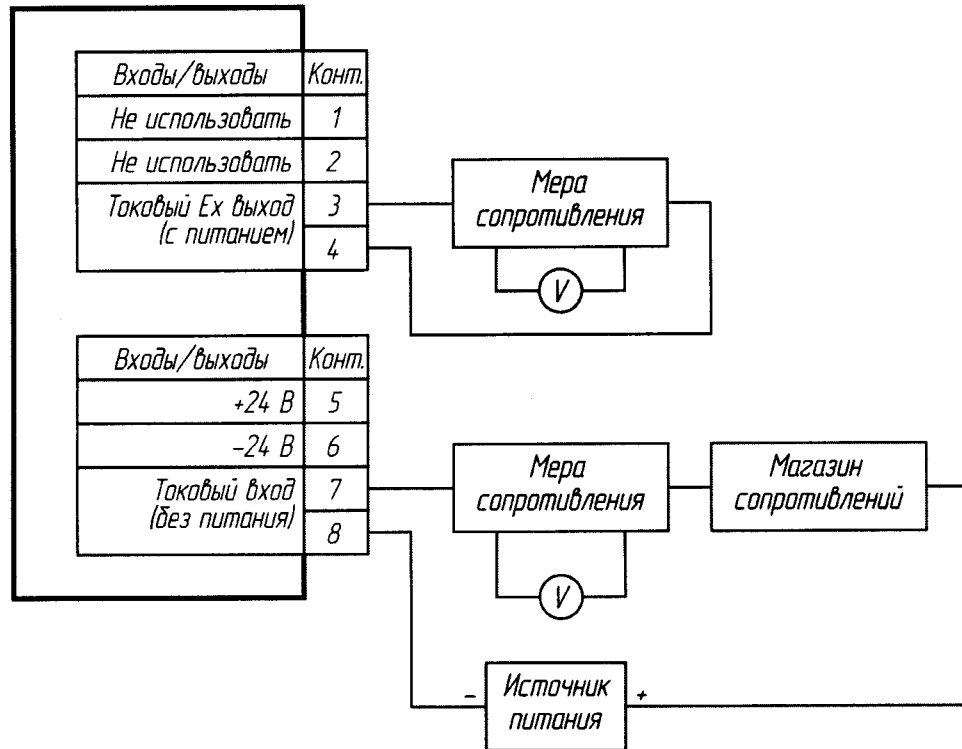 Входы/выходы Конт.
Не использовать 1
Не использовать 2
Токовый Ex выход 3
(с питанием)
4
Мера
сопротивления
V
Входы/выходы Конт.
+24 В 5
-24 В 6
Токовый вход 7
(без питания)
8
Мера
сопротивления
V
Магазин
сопротивлений
- Источник +
питания